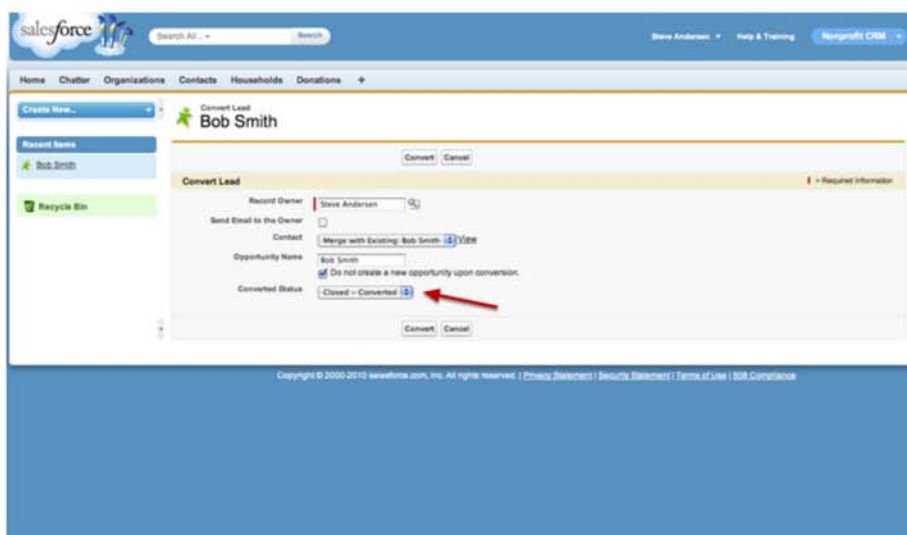 salesforce
Search All...
Search
Steve Andersen
Help & Training
Nonprofit CRM
Home Chatter Organizations Contacts Households Donations +
Create New...
Recent Items
Bob Smith
Recycle Bin
Convert Lead
Bob Smith
Convert Cancel
Convert Lead
= Required Information
Record Owner Steve Andersen
Send Email to the Owner
Contact Merge with Existing: Bob Smith View
Opportunity Name Bob Smith
Do not create a new opportunity upon conversion.
Converted Status Closed - Converted
Convert Cancel
Copyright © 2000-2010 salesforce.com, inc. All rights reserved. | Privacy Statement | Security Statement | Terms of Use | 508 Compliance